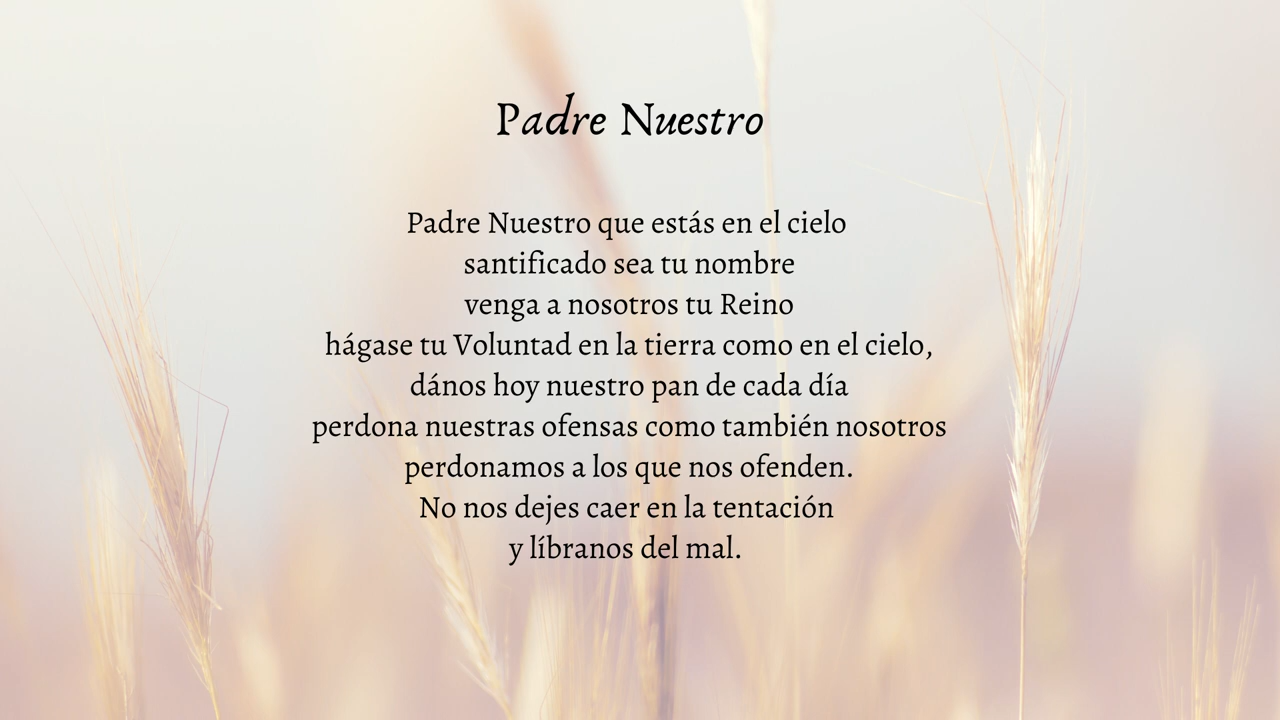 Padre Nuestro
Padre Nuestro que estás en el cielo
santificado sea tu nombre
venga a nosotros tu Reino
hágase tu Voluntad en la tierra como en el cielo,
dános hoy nuestro pan de cada día
perdona nuestras ofensas como también nosotros
perdonamos a los que nos ofenden.
No nos dejes caer en la tentación
y líbranos del mal.